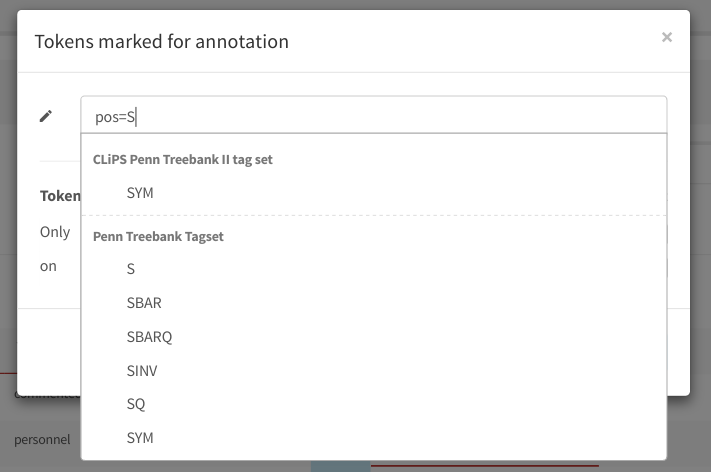 Tokens marked for annotation
×
pos=S
CLiPS Penn Treebank II tag set
SYM
Penn Treebank Tagset
S
SBAR
SBARQ
SINV
SQ
SYM
Token
Only
on
personnel